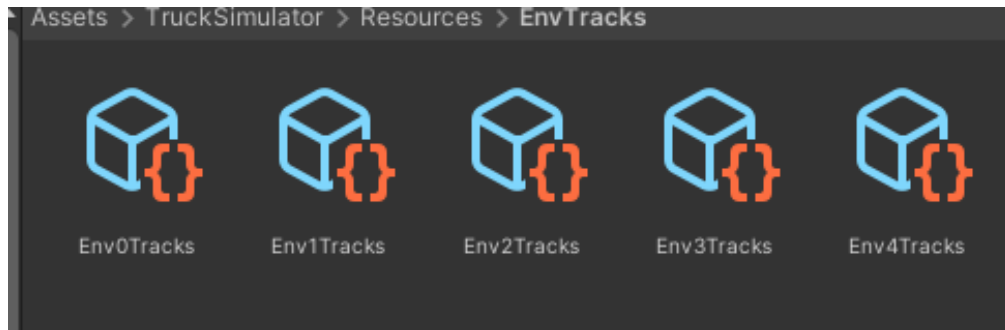 Assets > TruckSimulator > Resources > EnvTracks
Env0Tracks
Env1Tracks
Env2Tracks
Env3Tracks
Env4Tracks